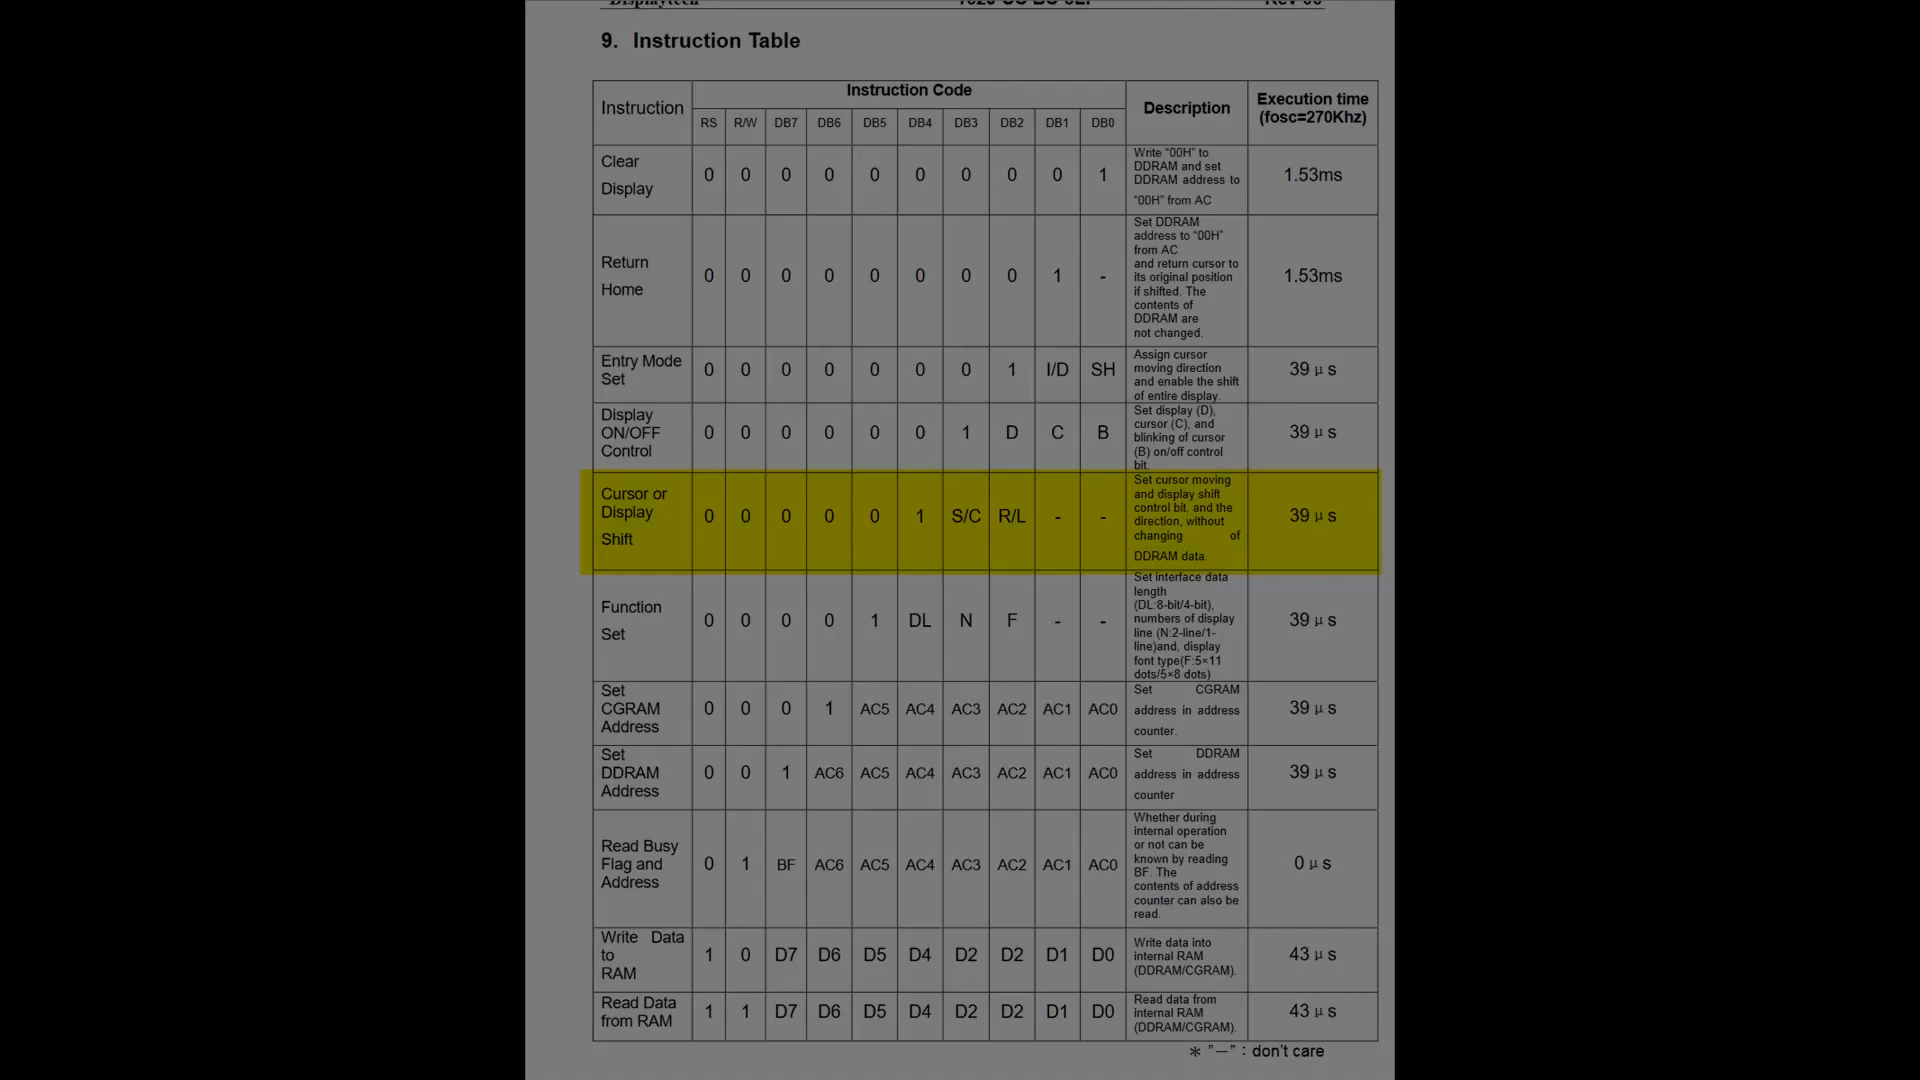 Displaytech Rev 00
9. Instruction Table
Instruction Instruction Code Description Execution time (fosc=270Khz)
RS R/W DB7 DB6 DB5 DB4 DB3 DB2 DB1 DB0
Clear Display 0 0 0 0 0 0 0 0 0 1 1.53ms
Write “00H” to
DDRAM and set
DDRAM address to
“00H” from AC
Return Home 0 0 0 0 0 0 0 0 1 - 1.53ms
Set DDRAM
address to “00H”
from AC
and return cursor to
its original position
if shifted. The
contents of
DDRAM are
not changed.
Entry Mode Set 0 0 0 0 0 0 0 1 I/D SH 39 μ s
Assign cursor
moving direction
and enable the shift
of entire display.
Display ON/OFF Control 0 0 0 0 0 0 1 D C B 39 μ s
Set display (D),
cursor (C), and
blinking of cursor
(B) on/off control
bit.
Cursor or Display Shift 0 0 0 0 0 1 S/C R/L - - 39 μ s
Set cursor moving
and display shift
control bit, and the
direction, without
changing of
DDRAM data.
Function Set 0 0 0 0 1 DL N F - - 39 μ s
Set interface data
length
(DL:8-bit/4-bit),
numbers of display
line (N:2-line/1-
line)and, display
font type(F:5×11
dots/5×8 dots)
Set CGRAM Address 0 0 0 1 AC5 AC4 AC3 AC2 AC1 AC0 39 μ s
Set CGRAM
address in address
counter.
Set DDRAM Address 0 0 1 AC6 AC5 AC4 AC3 AC2 AC1 AC0 39 μ s
Set DDRAM
address in address
counter
Read Busy Flag and Address 0 1 BF AC6 AC5 AC4 AC3 AC2 AC1 AC0 0 μ s
Whether during
internal operation
or not can be
known by reading
BF. The
contents of address
counter can also be
read.
Write Data to RAM 1 0 D7 D6 D5 D4 D2 D2 D1 D0 43 μ s
Write data into
internal RAM
(DDRAM/CGRAM).
Read Data from RAM 1 1 D7 D6 D5 D4 D2 D2 D1 D0 43 μ s
Read data from
internal RAM
(DDRAM/CGRAM).
* ”—” : don’t care